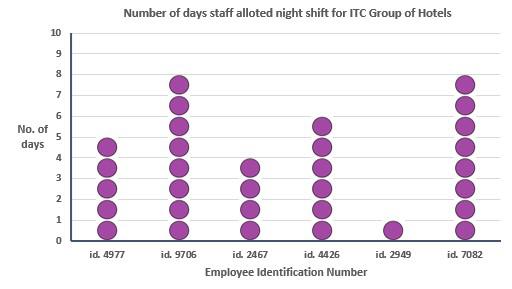 Number of days staff alloted night shift for ITC Group of Hotels
10
9
8
7
6
5
4
3
2
1
0
No. of
days
id. 4977 id. 9706 id. 2467 id. 4426 id. 2949 id. 7082
Employee Identification Number